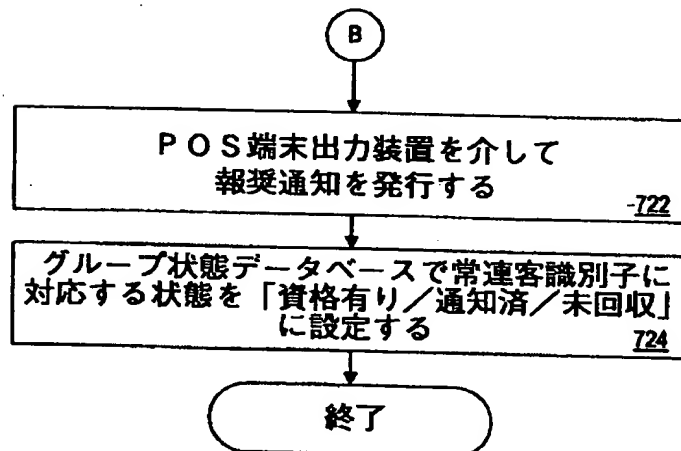 B
POS端末出力装置を介して
報奨通知を発行する
722
グループ状態データベースで常連客識別子に
対応する状態を「資格有り／通知済／未回収」
に設定する
724
終了